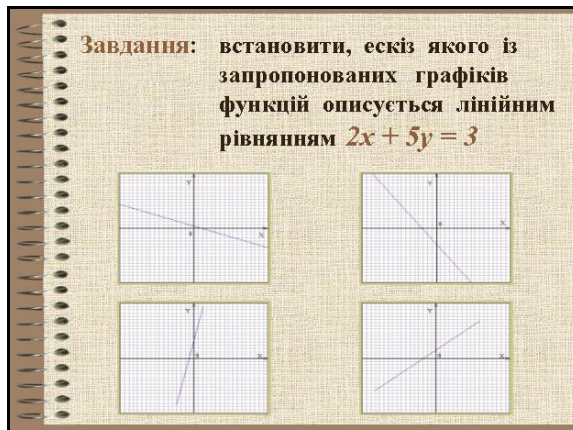 Завдання: встановити, ескіз якого із
запропонованих графіків
функцій описується лінійним
рівнянням 2x + 5y = 3
Y
X
Y
X
Y
X
Y
X